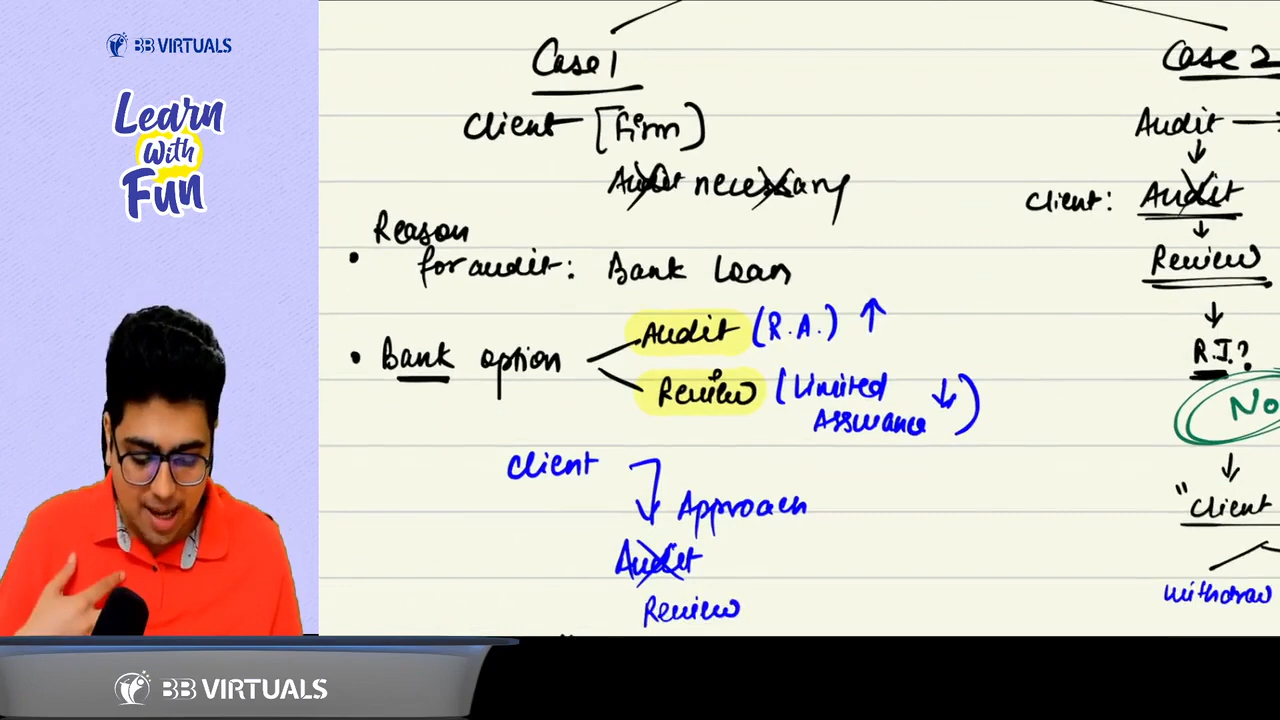 BB VIRTUALS
Learn
With
Fun
Case 1
Client [Firm]
Audit necessary
• Reason
for audit: Bank Loan
• Bank option
Audit (R.A.) ↑
Review (Limited
Assurance ↓)
Client
Approach
Audit
Review
Case 2
Audit →
↓
Client: Audit
↓
Review
↓
R.J.?
No
↓
"Client
Withdraw
BB VIRTUALS